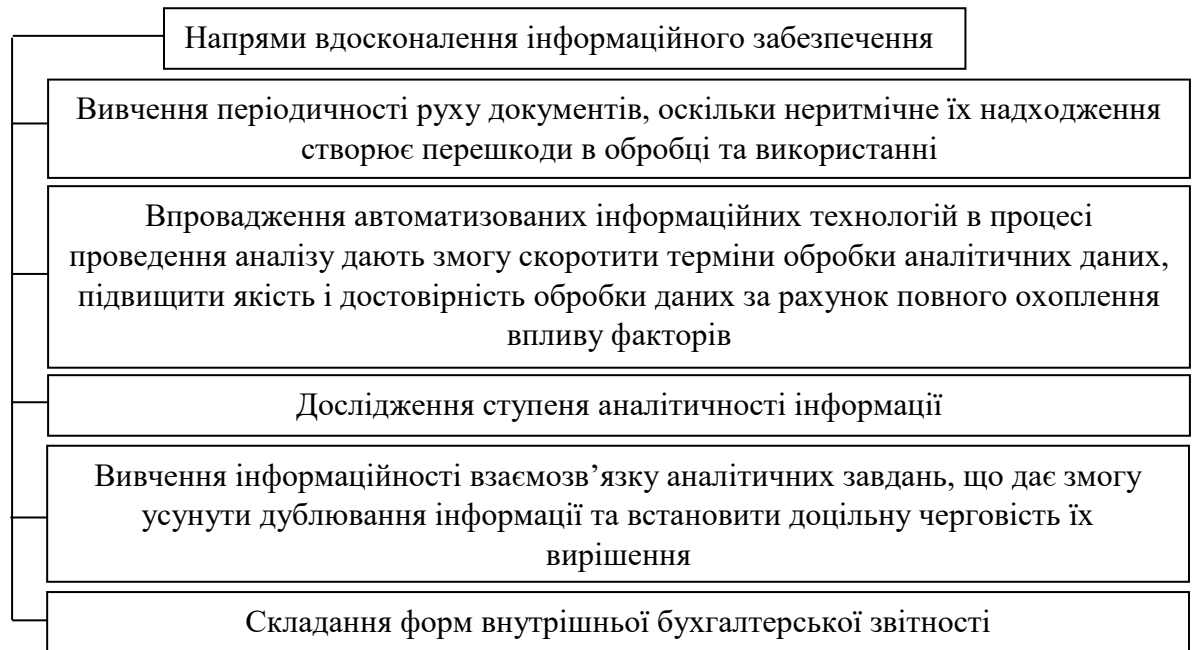 Напрями вдосконалення інформаційного забезпечення
Вивчення періодичності руху документів, оскільки неритмічне їх надходження
створює перешкоди в обробці та використанні
Впровадження автоматизованих інформаційних технологій в процесі
проведення аналізу дають змогу скоротити терміни обробки аналітичних даних,
підвищити якість і достовірність обробки даних за рахунок повного охоплення
впливу факторів
Дослідження ступеня аналітичності інформації
Вивчення інформаційності взаємозв’язку аналітичних завдань, що дає змогу
усунути дублювання інформації та встановити доцільну черговість їх
вирішення
Складання форм внутрішньої бухгалтерської звітності